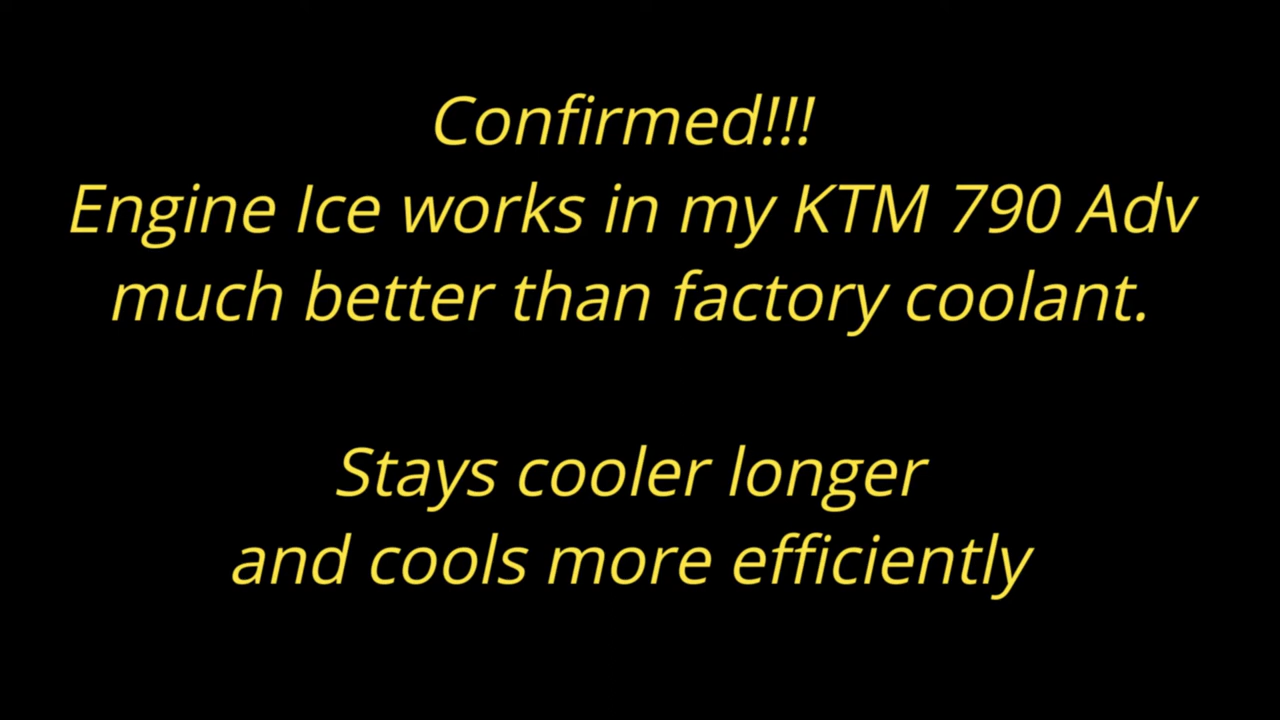 Confirmed!!!
Engine Ice works in my KTM 790 Adv
much better than factory coolant.
Stays cooler longer
and cools more efficiently